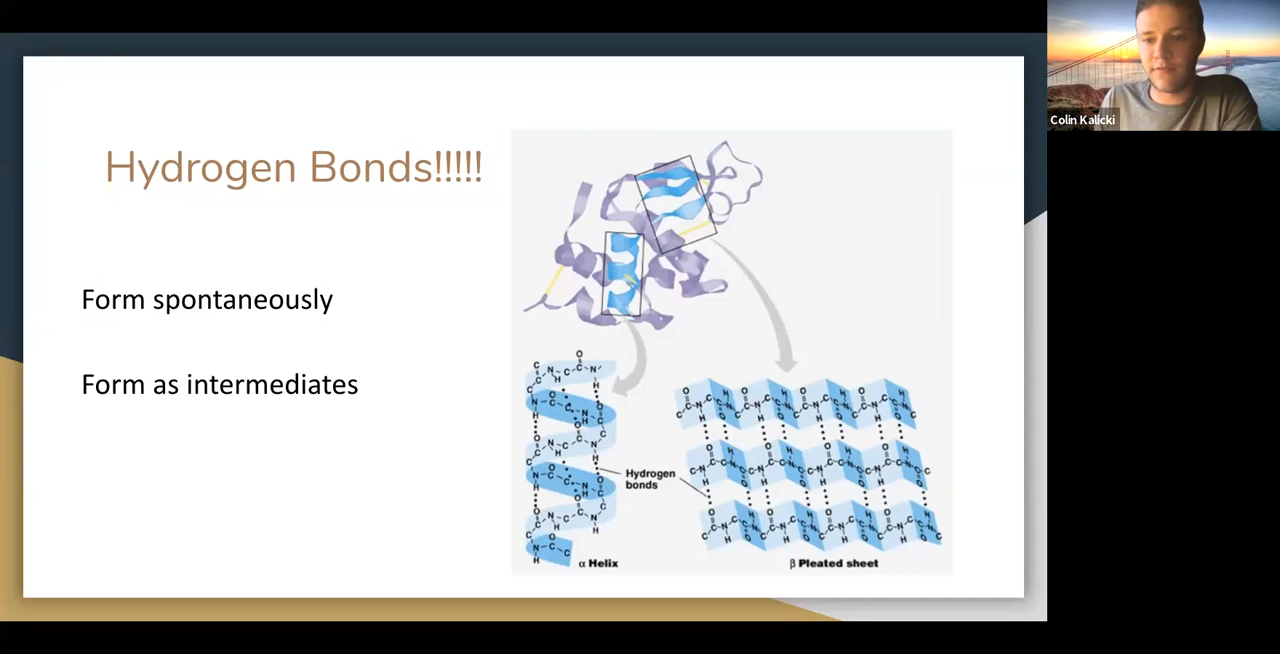 Hydrogen Bonds!!!!!
Form spontaneously
Form as intermediates
Hydrogen
bonds
α Helix
β Pleated sheet
Colin Kalicki